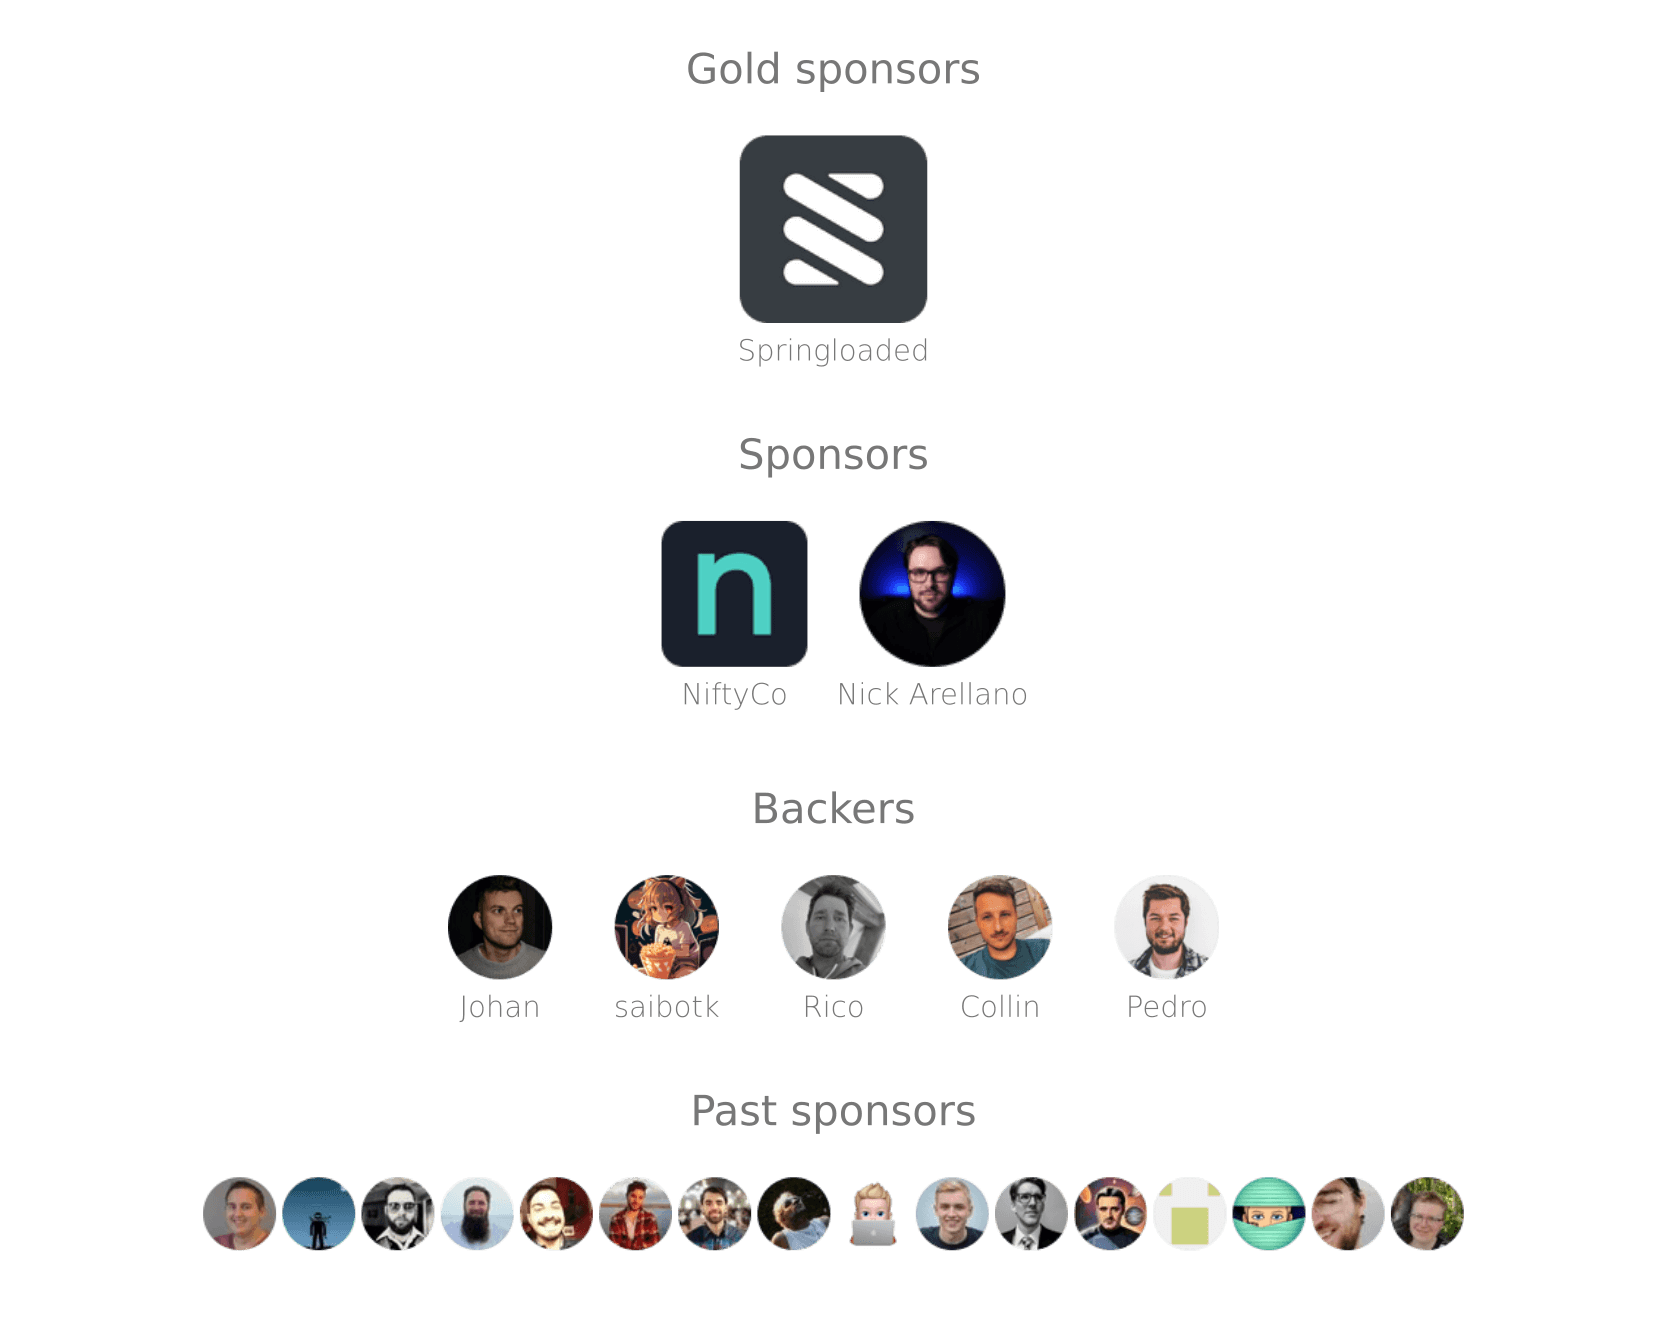 Gold sponsors
Springloaded
Sponsors
n
NiftyCo Nick Arellano
Backers
Johan saibotk Rico Collin Pedro
Past sponsors